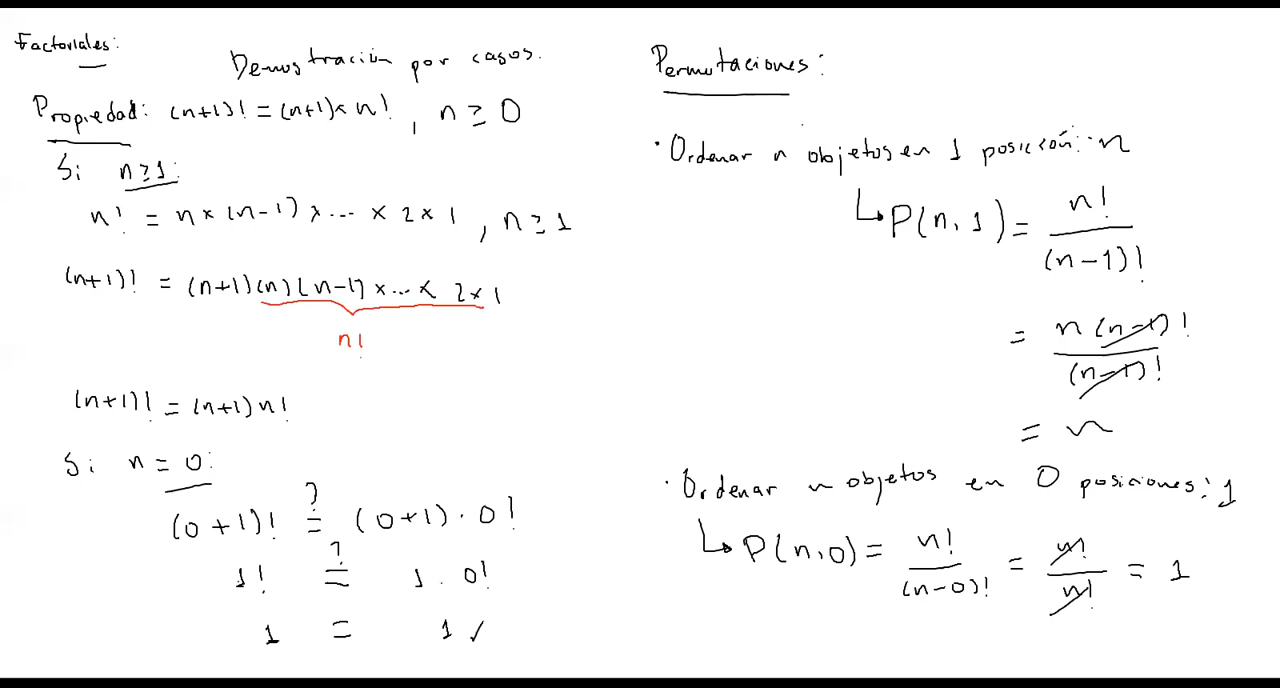 Factoriales:
Demostración por casos.
Propiedad: (n+1)! = (n+1)× n! , n ≥ 0
Si n≥1:
n! = n × (n-1) × ... × 2 × 1 , n ≥ 1
(n+1)! = (n+1)(n)(n-1) × ... × 2 × 1
n!
(n+1)! = (n+1) n!
Si n = 0:
(0+1)! ?= (0+1) · 0!
1! ?= 1 · 0!
1 = 1 ✓
Permutaciones:
· Ordenar n objetos en 1 posición: n
↳ P(n,1) = n! / (n-1)!
= n (n-1)! / (n-1)!
= n
· Ordenar n objetos en 0 posiciones: 1
↳ P(n,0) = n! / (n-0)! = n! / n! = 1